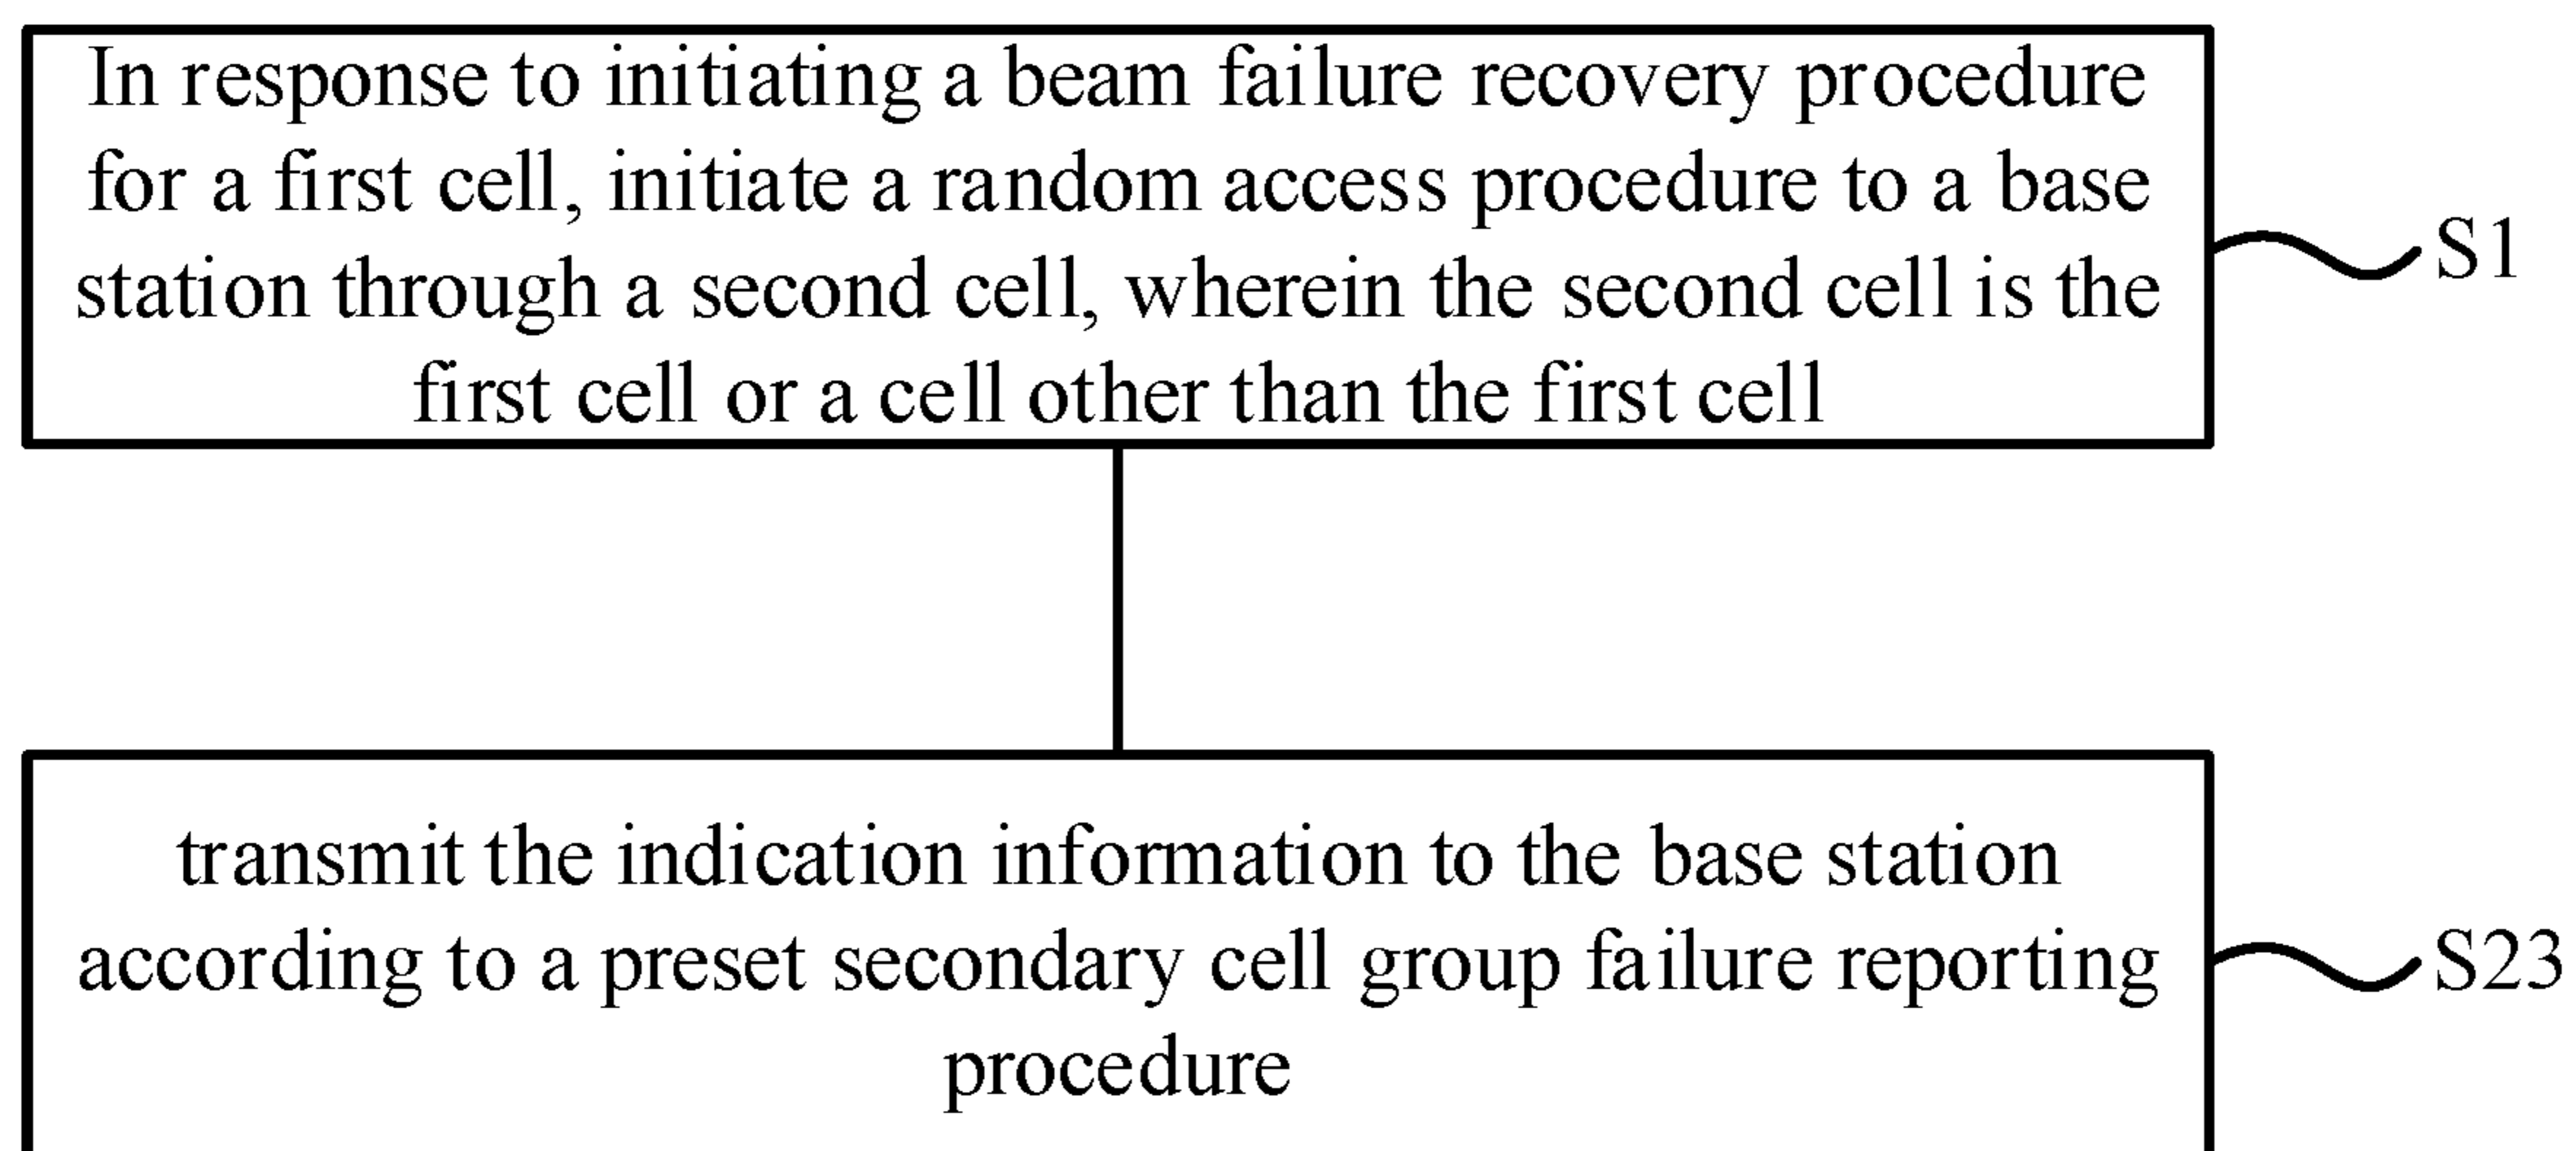 In response to initiating a beam failure recovery procedure
for a first cell, initiate a random access procedure to a base
station through a second cell, wherein the second cell is the
first cell or a cell other than the first cell
S1
transmit the indication information to the base station
according to a preset secondary cell group failure reporting
procedure
S23